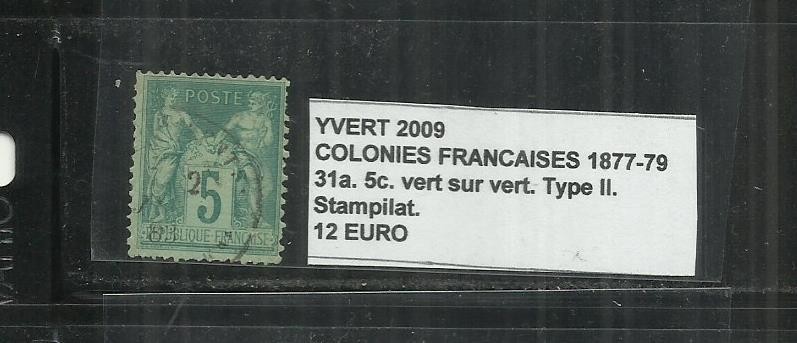 POSTE
5
RÉPUBLIQUE FRANÇAISE
YVERT 2009
COLONIES FRANCAISES 1877-79
31a. 5c. vert sur vert. Type II.
Stampilat.
12 EURO